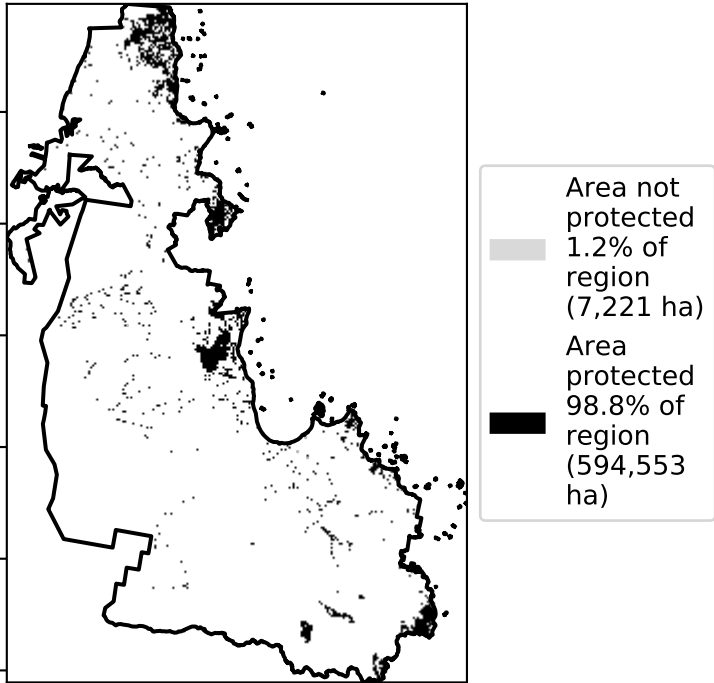 Area not
protected
1.2% of
region
(7,221 ha)
Area
protected
98.8% of
region
(594,553
ha)